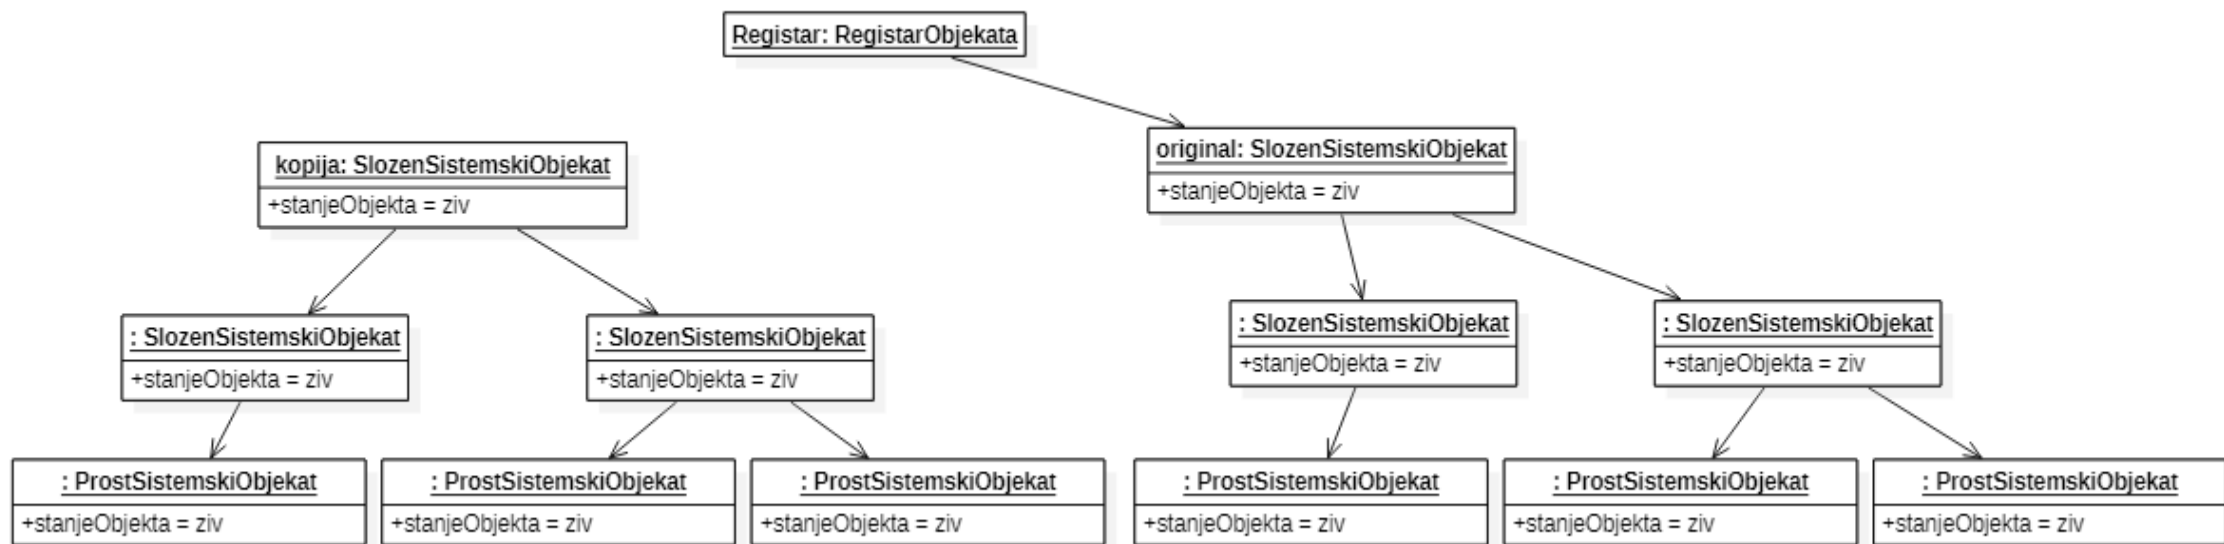 Registar: RegistarObjekata
original: SlozenSistemskiObjekat
+stanjeObjekta = ziv
kopija: SlozenSistemskiObjekat
+stanjeObjekta = ziv
: SlozenSistemskiObjekat
+stanjeObjekta = ziv
: SlozenSistemskiObjekat
+stanjeObjekta = ziv
: SlozenSistemskiObjekat
+stanjeObjekta = ziv
: SlozenSistemskiObjekat
+stanjeObjekta = ziv
: ProstSistemskiObjekat
+stanjeObjekta = ziv
: ProstSistemskiObjekat
+stanjeObjekta = ziv
: ProstSistemskiObjekat
+stanjeObjekta = ziv
: ProstSistemskiObjekat
+stanjeObjekta = ziv
: ProstSistemskiObjekat
+stanjeObjekta = ziv
: ProstSistemskiObjekat
+stanjeObjekta = ziv